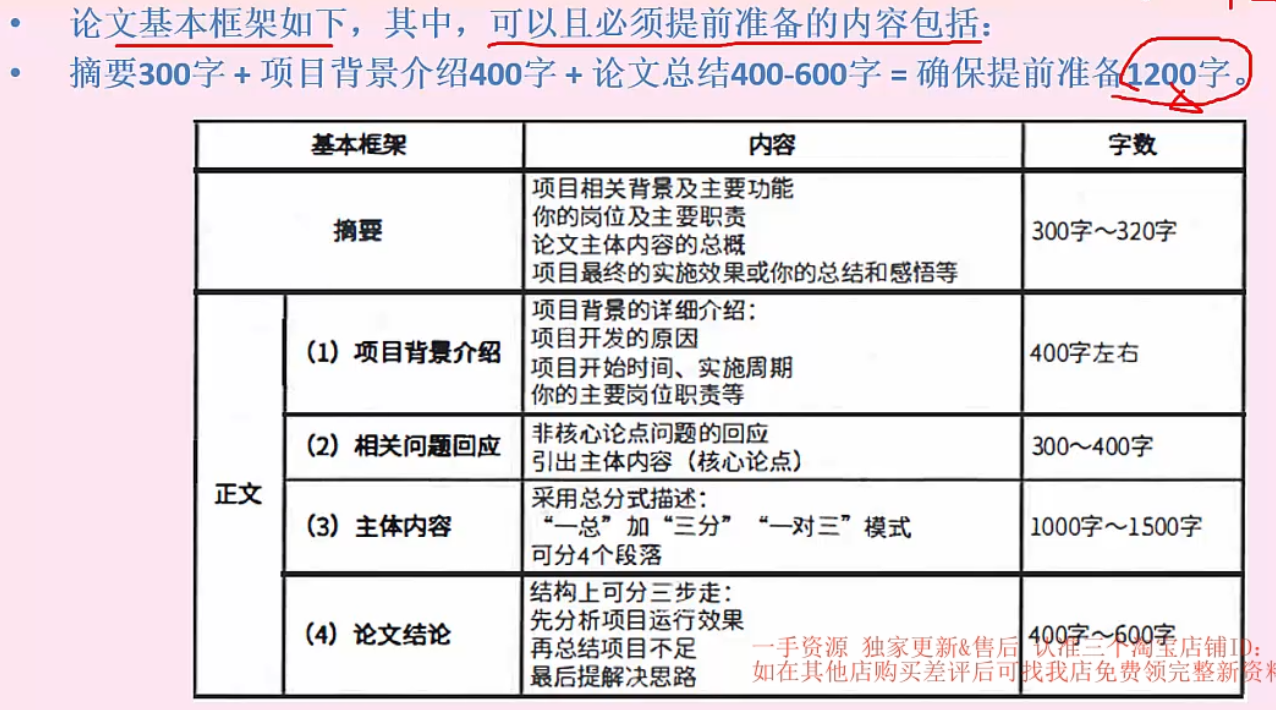 • 论文基本框架如下，其中，可以且必须提前准备的内容包括：
• 摘要300字 + 项目背景介绍400字 + 论文总结400-600字 = 确保提前准备1200字。
基本框架 内容 字数
摘要
项目相关背景及主要功能
你的岗位及主要职责
论文主体内容的总概
项目最终的实施效果或你的总结和感悟等
300字～320字
正文
（1）项目背景介绍
项目背景的详细介绍：
项目开发的原因
项目开始时间、实施周期
你的主要岗位职责等
400字左右
（2）相关问题回应
非核心论点问题的回应
引出主体内容（核心论点）
300～400字
（3）主体内容
采用总分式描述：
“一总”加“三分” “一对三”模式
可分4个段落
1000字～1500字
（4）论文结论
结构上可分三步走：
先分析项目运行效果
再总结项目不足
最后提解决思路
400字～600字
一手资源 独家更新&售后 认准三个淘宝店铺ID：
如在其他店购买差评后可找我店免费领完整新资料